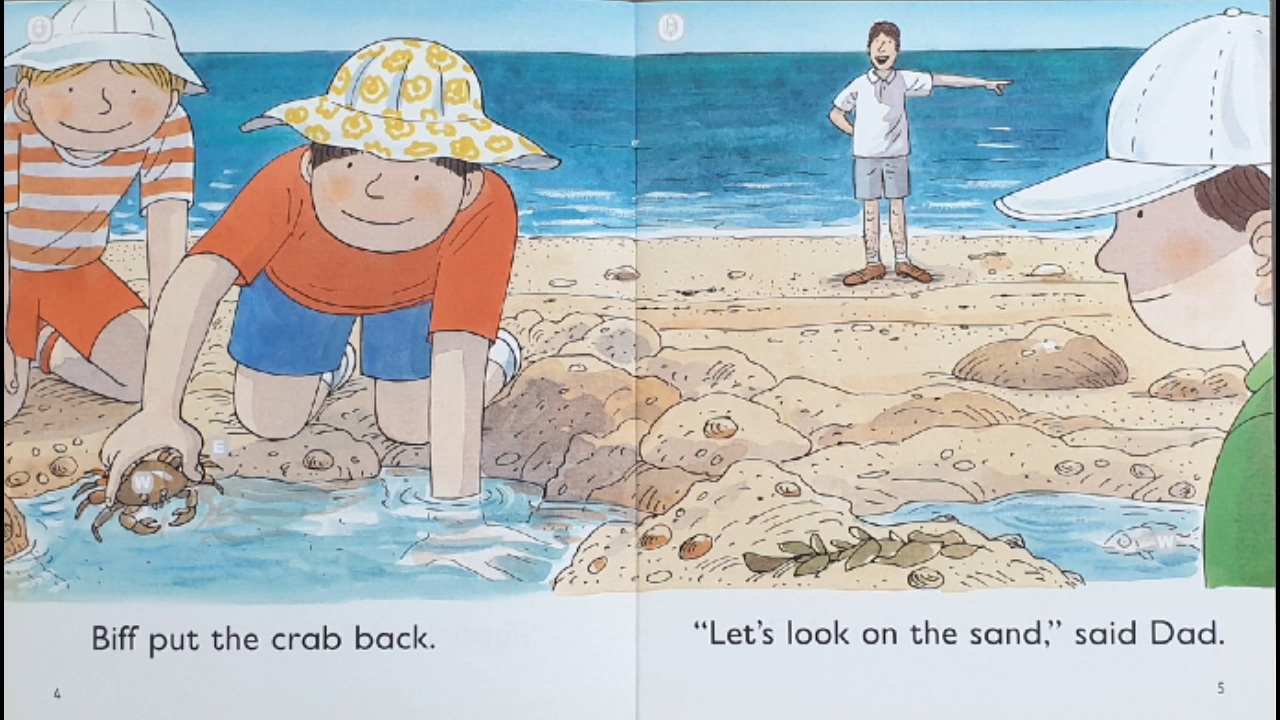 Biff put the crab back.
"Let's look on the sand," said Dad.
4
5
W
E
W